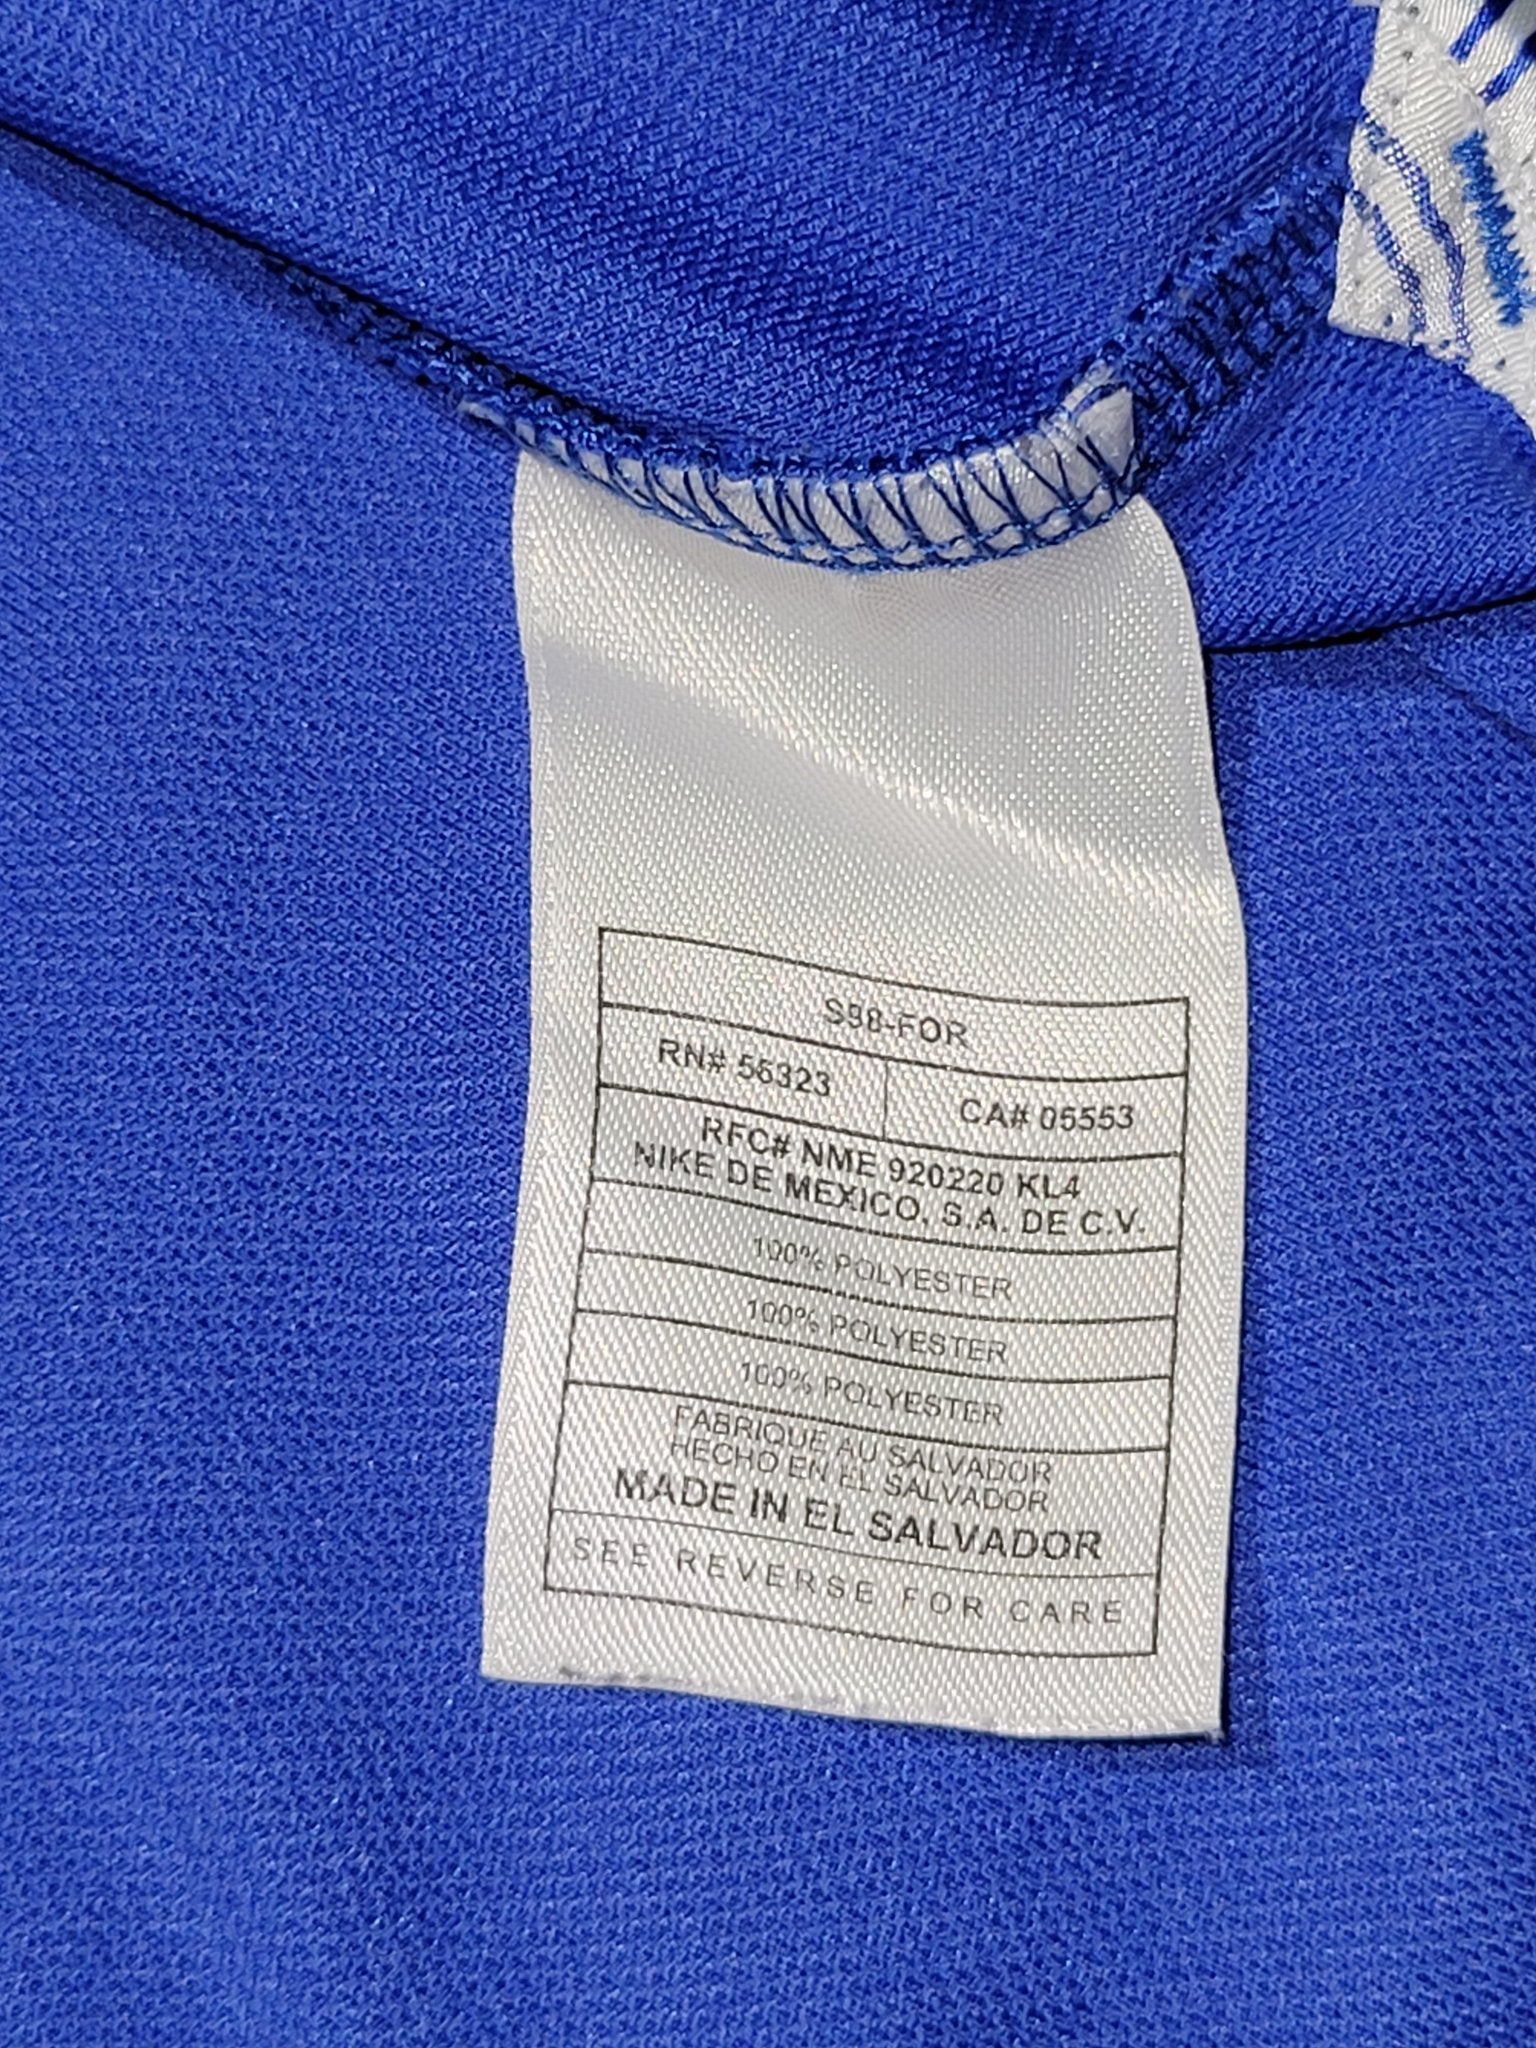 S98-FOR
RN# 56323
CA# 05553
RFC# NME 920220 KL4
NIKE DE MEXICO, S.A. DE C.V.
100% POLYESTER
100% POLYESTER
100% POLYESTER
FABRIQUE AU SALVADOR
HECHO EN EL SALVADOR
MADE IN EL SALVADOR
SEE REVERSE FOR CARE